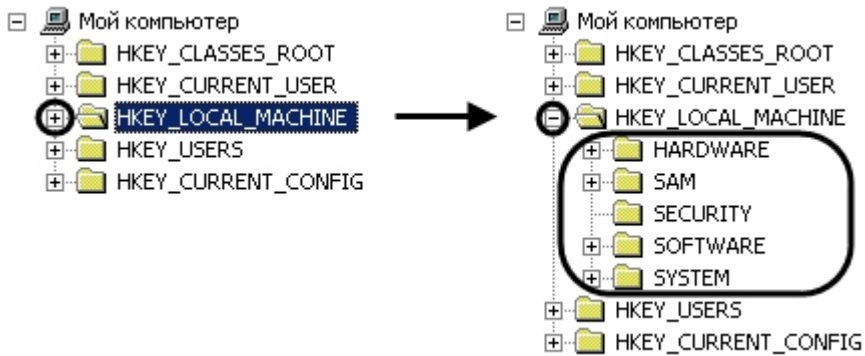 Мой компьютер
HKEY_CLASSES_ROOT
HKEY_CURRENT_USER
HKEY_LOCAL_MACHINE
HKEY_USERS
HKEY_CURRENT_CONFIG
Мой компьютер
HKEY_CLASSES_ROOT
HKEY_CURRENT_USER
HKEY_LOCAL_MACHINE
HARDWARE
SAM
SECURITY
SOFTWARE
SYSTEM
HKEY_USERS
HKEY_CURRENT_CONFIG